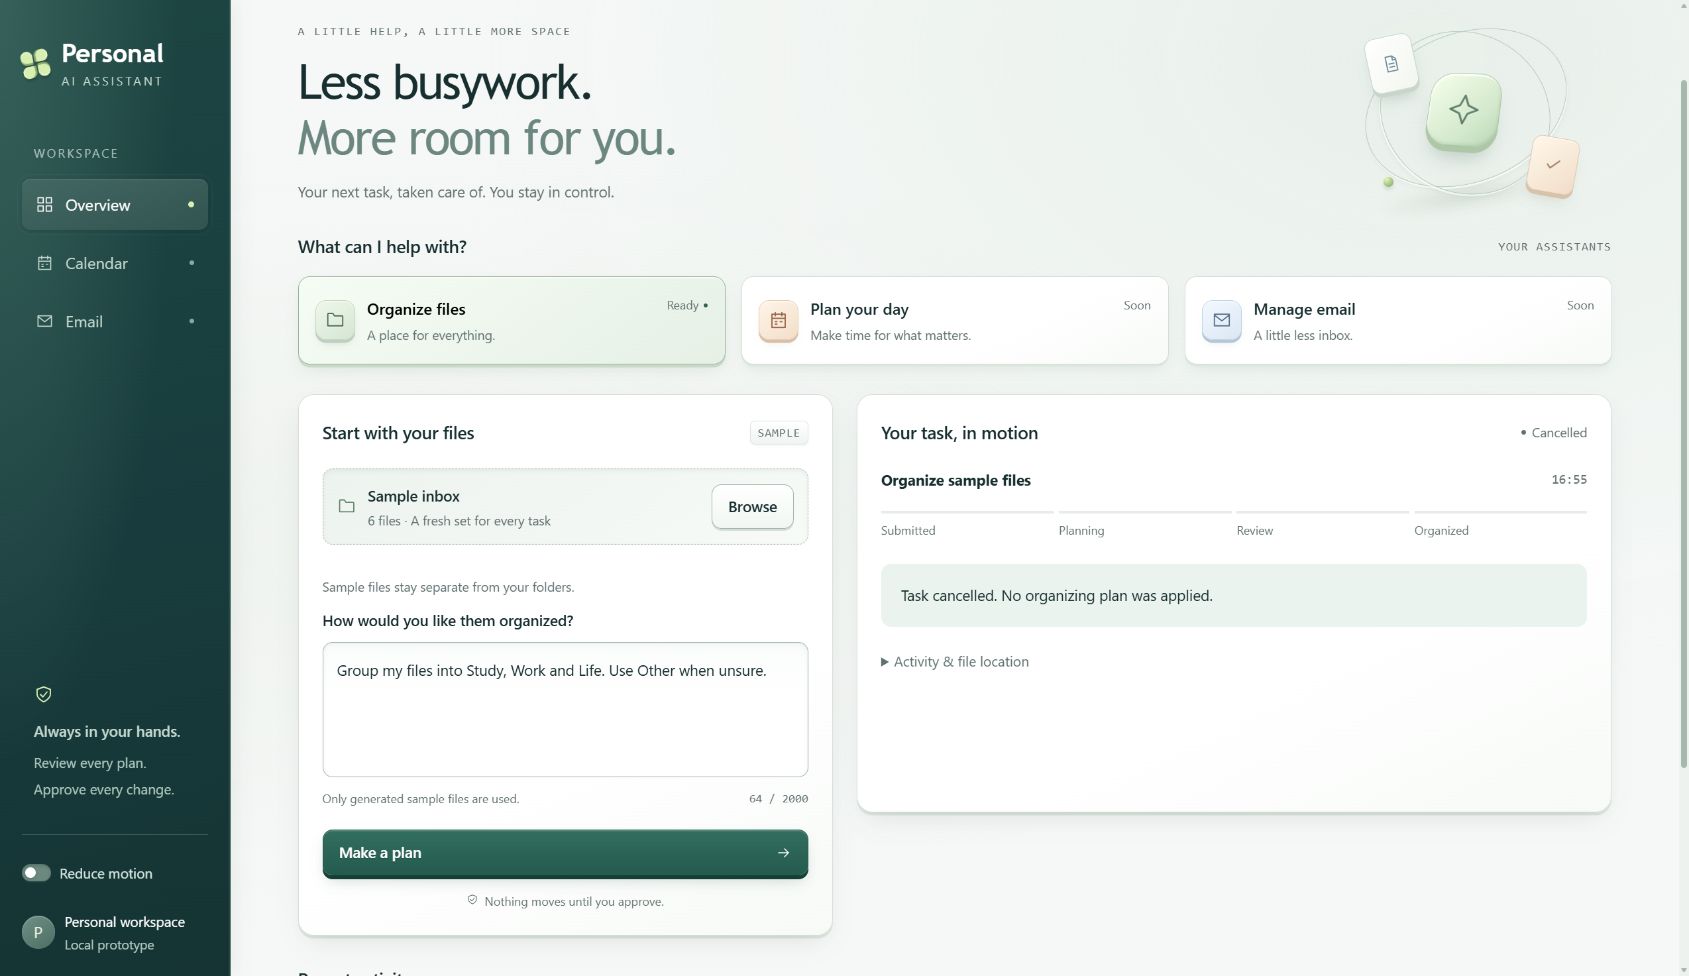 Personal
AI ASSISTANT
WORKSPACE
Overview
Calendar
Email
Always in your hands.
Review every plan.
Approve every change.
Reduce motion
P
Personal workspace
Local prototype
A LITTLE HELP, A LITTLE MORE SPACE
Less busywork.
More room for you.
Your next task, taken care of. You stay in control.
What can I help with?
YOUR ASSISTANTS
Organize files
Ready
A place for everything.
Plan your day
Soon
Make time for what matters.
Manage email
Soon
A little less inbox.
Start with your files
SAMPLE
Sample inbox
6 files · A fresh set for every task
Browse
Sample files stay separate from your folders.
How would you like them organized?
Group my files into Study, Work and Life. Use Other when unsure.
Only generated sample files are used.
64 / 2000
Make a plan
Nothing moves until you approve.
Your task, in motion
Cancelled
Organize sample files
16:55
Submitted
Planning
Review
Organized
Task cancelled. No organizing plan was applied.
Activity & file location